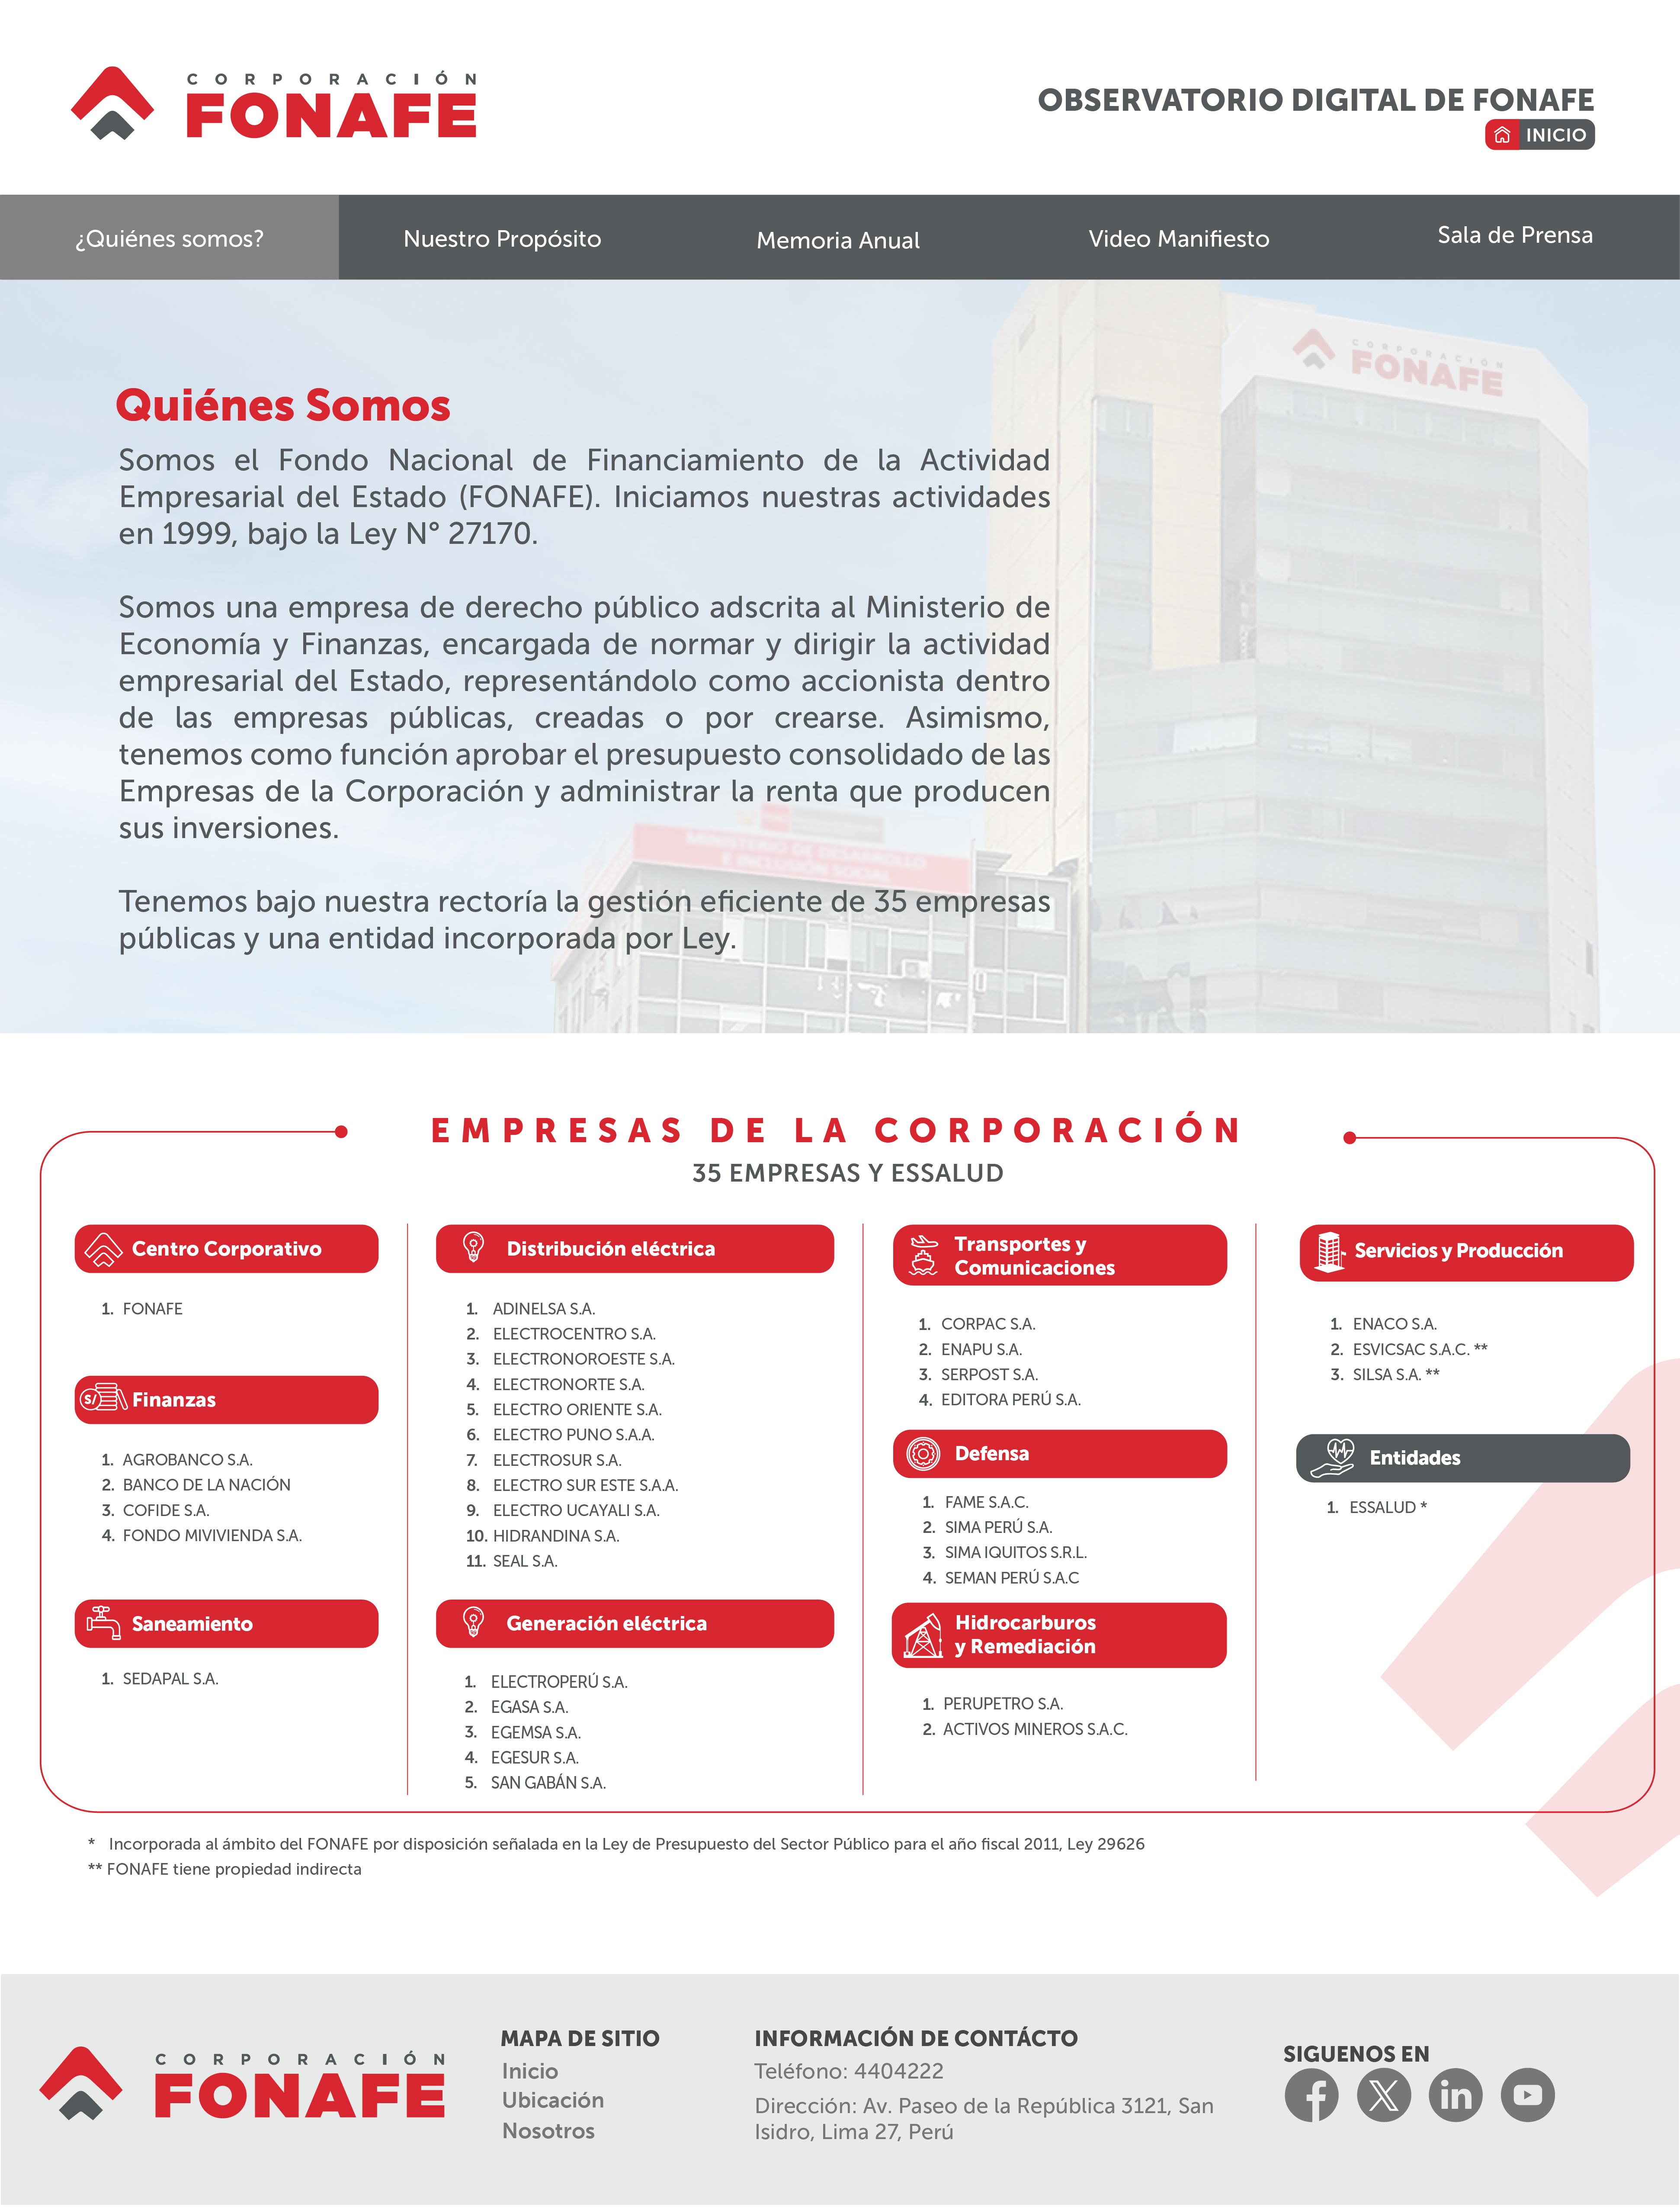 CORPORACIÓN
FONAFE
OBSERVATORIO DIGITAL DE FONAFE
INICIO
¿Quiénes somos?
Nuestro Propósito
Memoria Anual
Video Manifiesto
Sala de Prensa
CORPORACIÓN
FONAFE
Quiénes Somos
Somos el Fondo Nacional de Financiamiento de la Actividad
Empresarial del Estado (FONAFE). Iniciamos nuestras actividades
en 1999, bajo la Ley N° 27170.
Somos una empresa de derecho público adscrita al Ministerio de
Economía y Finanzas, encargada de normar y dirigir la actividad
empresarial del Estado, representándolo como accionista dentro
de las empresas públicas, creadas o por crearse. Asimismo,
tenemos como función aprobar el presupuesto consolidado de las
Empresas de la Corporación y administrar la renta que producen
sus inversiones.
MINISTERIO DE DESARROLLO
E INCLUSIÓN SOCIAL
Tenemos bajo nuestra rectoría la gestión eficiente de 35 empresas
públicas y una entidad incorporada por Ley.
EMPRESAS DE LA CORPORACIÓN
35 EMPRESAS Y ESSALUD
Centro Corporativo
1. FONAFE
S/
Finanzas
1. AGROBANCO S.A.
2. BANCO DE LA NACIÓN
3. COFIDE S.A.
4. FONDO MIVIVIENDA S.A.
Saneamiento
1. SEDAPAL S.A.
Distribución eléctrica
1. ADINELSA S.A.
2. ELECTROCENTRO S.A.
3. ELECTRONOROESTE S.A.
4. ELECTRONORTE S.A.
5. ELECTRO ORIENTE S.A.
6. ELECTRO PUNO S.A.A.
7. ELECTROSUR S.A.
8. ELECTRO SUR ESTE S.A.A.
9. ELECTRO UCAYALI S.A.
10. HIDRANDINA S.A.
11. SEAL S.A.
Generación eléctrica
1. ELECTROPERÚ S.A.
2. EGASA S.A.
3. EGEMSA S.A.
4. EGESUR S.A.
5. SAN GABÁN S.A.
Transportes y
Comunicaciones
1. CORPAC S.A.
2. ENAPU S.A.
3. SERPOST S.A.
4. EDITORA PERÚ S.A.
Defensa
1. FAME S.A.C.
2. SIMA PERÚ S.A.
3. SIMA IQUITOS S.R.L.
4. SEMAN PERÚ S.A.C
Hidrocarburos
y Remediación
1. PERUPETRO S.A.
2. ACTIVOS MINEROS S.A.C.
Servicios y Producción
1. ENACO S.A.
2. ESVICSAC S.A.C. **
3. SILSA S.A. **
Entidades
1. ESSALUD *
* Incorporada al ámbito del FONAFE por disposición señalada en la Ley de Presupuesto del Sector Público para el año fiscal 2011, Ley 29626
** FONAFE tiene propiedad indirecta
CORPORACIÓN
FONAFE
MAPA DE SITIO
Inicio
Ubicación
Nosotros
INFORMACIÓN DE CONTÁCTO
Teléfono: 4404222
Dirección: Av. Paseo de la República 3121, San
Isidro, Lima 27, Perú
SIGUENOS EN